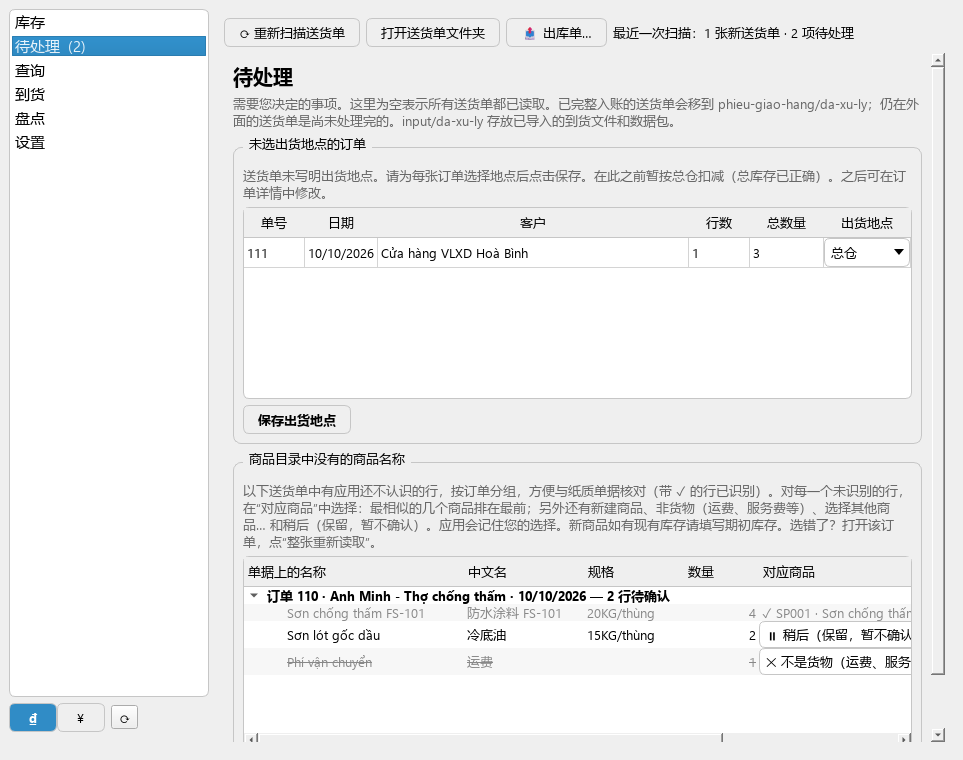 库存
待处理 (2)
查询
到货
盘点
设置
₫
¥
⟳
⟳ 重新扫描送货单
打开送货单文件夹
📤 出库单...
最近一次扫描：1 张新送货单 · 2 项待处理
待处理
需要您决定的事项。这里为空表示所有送货单都已读取。已完整入账的送货单会移到 phieu-giao-hang/da-xu-ly；仍在外
面的送货单是尚未处理完的。input/da-xu-ly 存放已导入的到货文件和数据包。
未选出货地点的订单
送货单未写明出货地点。请为每张订单选择地点后点击保存。在此之前暂按总仓扣减（总库存已正确）。之后可在订
单详情中修改。
单号 日期 客户 行数 总数量 出货地点
111 10/10/2026 Cửa hàng VLXD Hoà Bình 1 3 总仓
保存出货地点
商品目录中没有的商品名称
以下送货单中有应用还不认识的行，按订单分组，方便与纸质单据核对（带 ✓ 的行已识别）。对每一个未识别的行，
在“对应商品”中选择：最相似的几个商品排在最前；另外还有新建商品、非货物（运费、服务费等）、选择其他商
品... 和稍后（保留，暂不确认）。应用会记住您的选择。新商品如有现有库存请填写期初库存。选错了？打开该订
单，点“整张重新读取”。
单据上的名称 中文名 规格 数量 对应商品
订单 110 · Anh Minh - Thợ chống thấm · 10/10/2026 — 2 行待确认
Sơn chống thấm FS-101 防水涂料 FS-101 20KG/thùng 4 ✓ SP001 · Sơn chống thấn
Sơn lót gốc dầu 冷底油 15KG/thùng 2 ⏸ 稍后（保留，暂不确认
Phí vận chuyển 运费 1 ✕ 不是货物（运费、服务